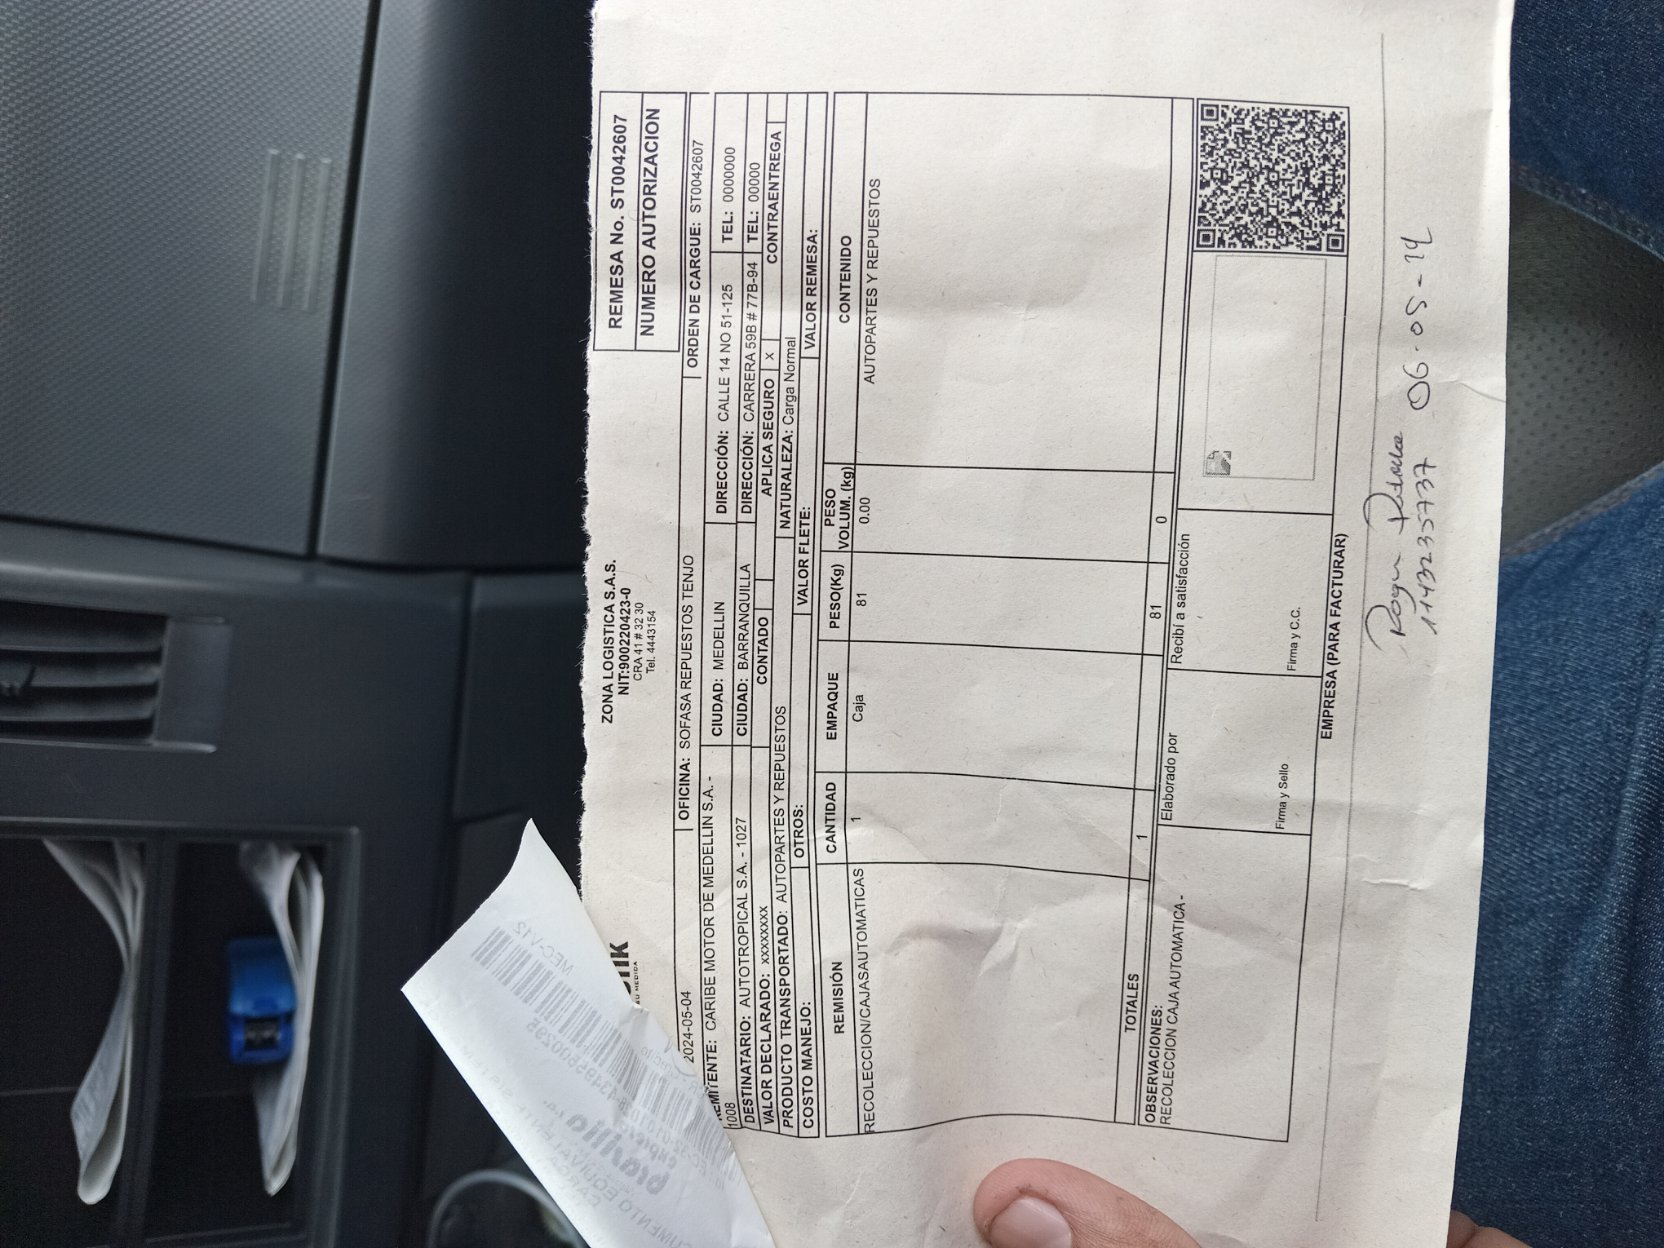 ZONA LOGISTICA S.A.S.
NIT:900220423-0
CRA 41 # 32 30
Tel. 4443154
REMESA No. ST0042607
NUMERO AUTORIZACION
2024-05-04 OFICINA: SOFASA REPUESTOS TENJO ORDEN DE CARGUE: ST0042607
REMITENTE: CARIBE MOTOR DE MEDELLIN S.A. - 1008 CIUDAD: MEDELLIN DIRECCIÓN: CALLE 14 NO 51-125 TEL: 0000000
DESTINATARIO: AUTOTROPICAL S.A. - 1027 CIUDAD: BARRANQUILLA DIRECCIÓN: CARRERA 59B # 77B-94 TEL: 00000
VALOR DECLARADO: xxxxxxxx CONTADO APLICA SEGURO X CONTRAENTREGA
PRODUCTO TRANSPORTADO: AUTOPARTES Y REPUESTOS NATURALEZA: Carga Normal
COSTO MANEJO: OTROS: VALOR FLETE: VALOR REMESA:
REMISIÓN CANTIDAD EMPAQUE PESO(Kg) PESO VOLUM. (kg) CONTENIDO
RECOLECCION/CAJASAUTOMATICAS 1 Caja 81 0.00 AUTOPARTES Y REPUESTOS
TOTALES 1 81 0
OBSERVACIONES:
RECOLECCION CAJA AUTOMATICA -
Elaborado por
Firma y Sello
Recibí a satisfacción
Firma y C.C.
EMPRESA (PARA FACTURAR)
1143235737 06-05-24
MEC-V12